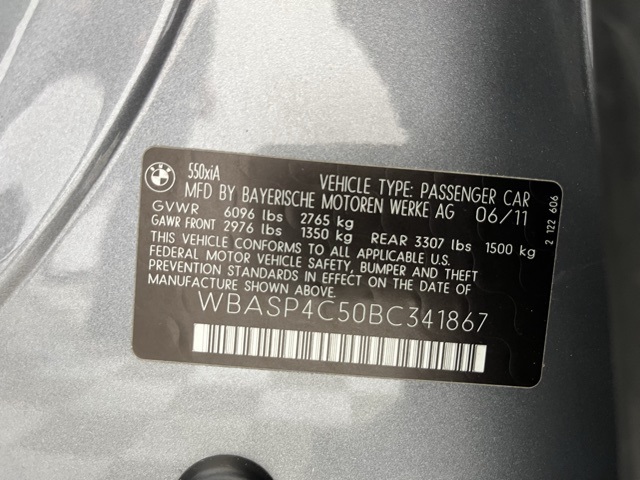 BMW
550xiA VEHICLE TYPE: PASSENGER CAR
MFD BY BAYERISCHE MOTOREN WERKE AG 06/11
GVWR 6096 lbs 2765 kg
GAWR FRONT 2976 lbs 1350 kg REAR 3307 lbs 1500 kg
THIS VEHICLE CONFORMS TO ALL APPLICABLE U.S.
FEDERAL MOTOR VEHICLE SAFETY, BUMPER AND THEFT
PREVENTION STANDARDS IN EFFECT ON THE DATE OF
MANUFACTURE SHOWN ABOVE.
WBASP4C50BC341867
2 122 606